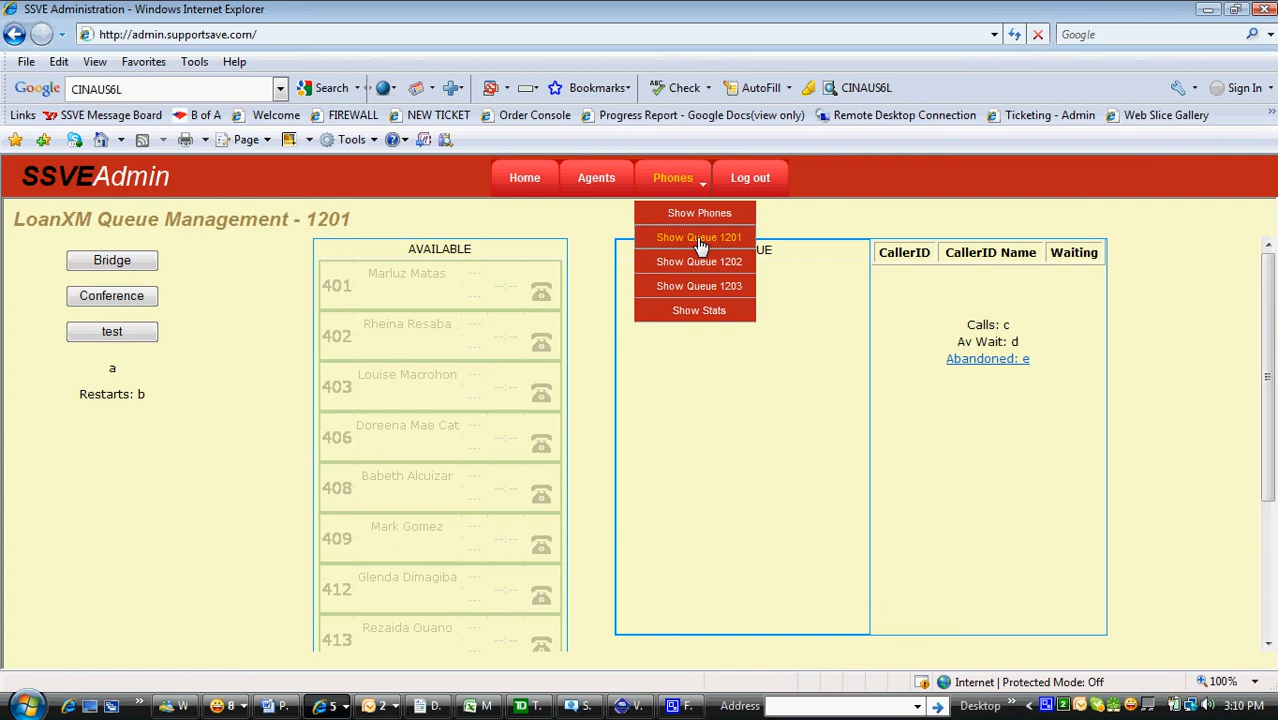 SSVE Administration - Windows Internet Explorer
http://admin.supportsave.com/
Google
File Edit View Favorites Tools Help
Google CINAUS6L Search Bookmarks Check AutoFill CINAUS6L Sign In
Links SSVE Message Board B of A Welcome FIREWALL NEW TICKET Order Console Progress Report - Google Docs(view only) Remote Desktop Connection Ticketing - Admin Web Slice Gallery
Page Tools
SSVEAdmin Home Agents Phones Log out
Show Phones
Show Queue 1201
Show Queue 1202
Show Queue 1203
Show Stats
LoanXM Queue Management - 1201
Bridge
Conference
test
a
Restarts: b
AVAILABLE
401 Marluz Matas --- --:-- ---
402 Rheina Resaba --- --:-- ---
403 Louise Macrohon --- --:-- ---
406 Doreena Mae Cat --- --:-- ---
408 Babeth Alcuizar --- --:-- ---
409 Mark Gomez --- --:-- ---
412 Glenda Dimagiba --- --:-- ---
413 Rezaida Ouano --- --:-- ---
UE
CallerID CallerID Name Waiting
Calls: c
Av Wait: d
Abandoned: e
Internet | Protected Mode: Off
100%
W 8 P. 5 2 D. M T. S. V. F. Address Desktop 3:10 PM